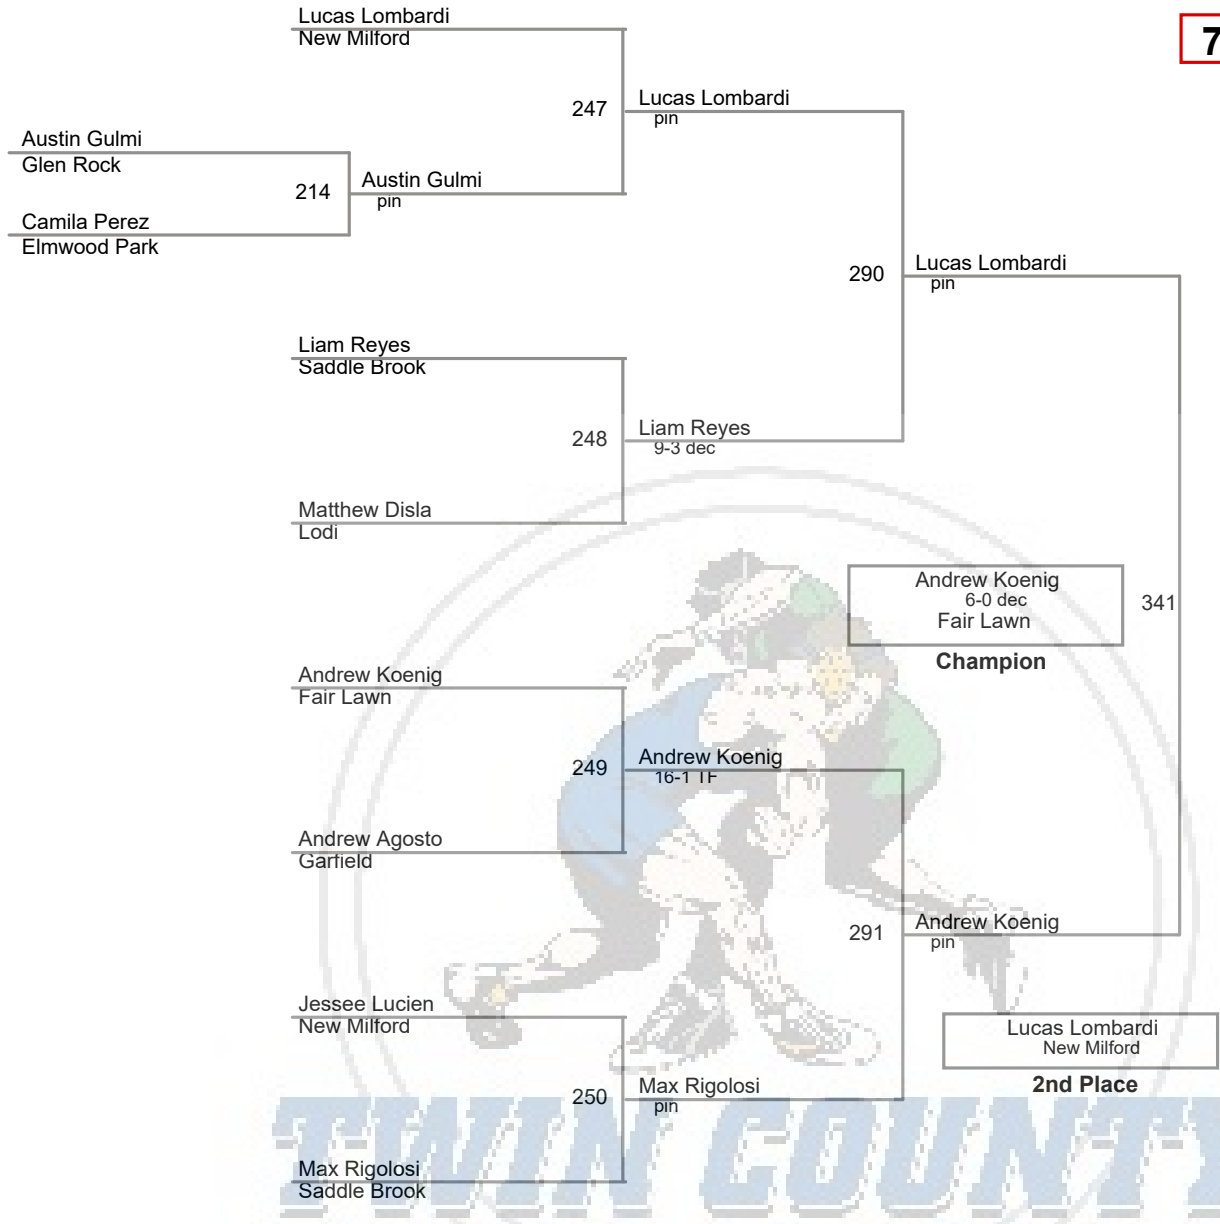 Lucas Lombardi
New Milford
7
247
Lucas Lombardi
pin
Austin Gulmi
Glen Rock
214
Austin Gulmi
pin
Camila Perez
Elmwood Park
290
Lucas Lombardi
pin
Liam Reyes
Saddle Brook
248
Liam Reyes
9-3 dec
Matthew Disla
Lodi
Andrew Koenig
6-0 dec
Fair Lawn
341
Champion
Andrew Koenig
Fair Lawn
249
Andrew Koenig
16-1 TF
Andrew Agosto
Garfield
291
Andrew Koenig
pin
Jessee Lucien
New Milford
Lucas Lombardi
New Milford
2nd Place
250
Max Rigolosi
pin
Max Rigolosi
Saddle Brook
TWIN COUNTY